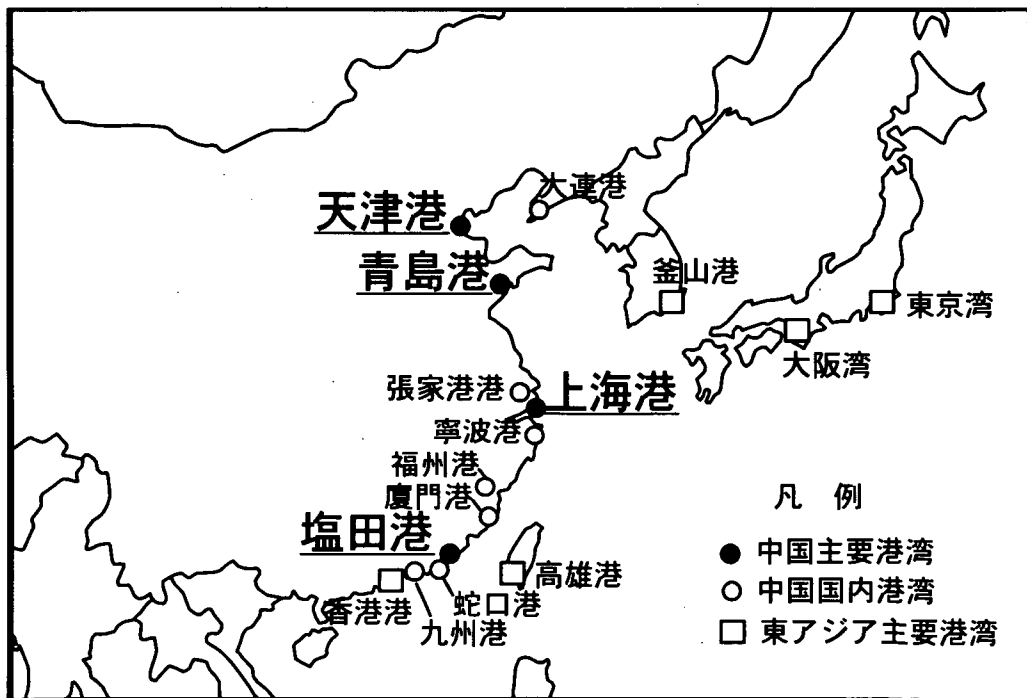 大連港
天津港
青島港
釜山港
東京湾
大阪湾
張家港港
上海港
寧波港
福州港
廈門港
塩田港
高雄港
香港港
蛇口港
九州港
凡 例
中国主要港湾
中国国内港湾
東アジア主要港湾